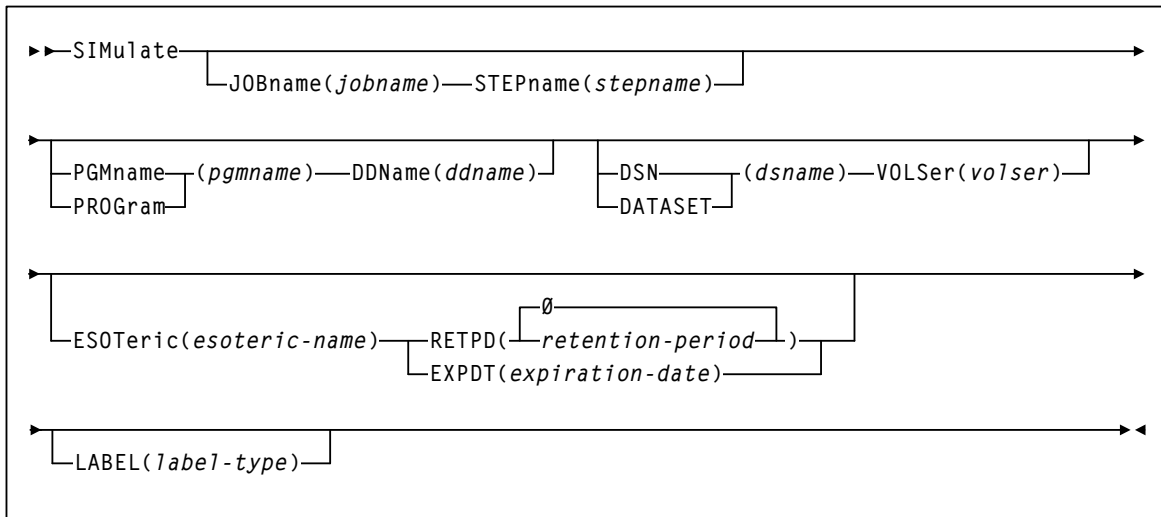 SIMulate
JOBname(jobname) STEPname(stepname)
PGMname (pgmname) DDName(ddname) DSN (dsname) VOLSer(volser)
PROGram DATASET
Ø
ESOTeric(esoteric-name) RETPD( retention-period )
EXPDT(expiration-date)
LABEL(label-type)